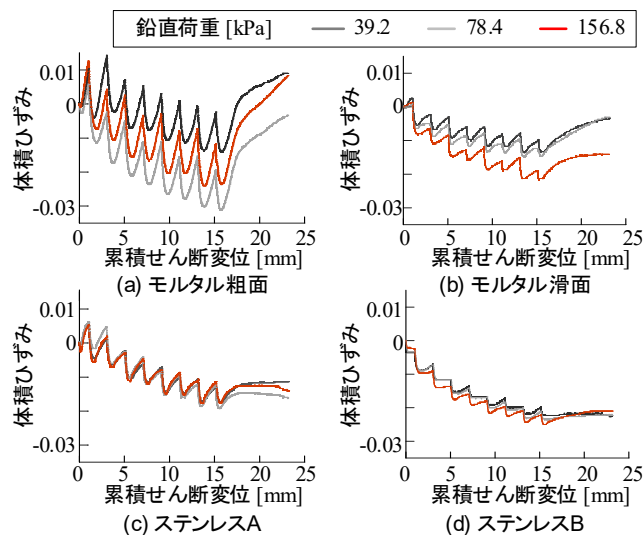 鉛直荷重 [kPa] 39.2 78.4 156.8
0.01
0
-0.03
体積ひずみ
0 5 10 15 20 25
累積せん断変位 [mm]
(a) モルタル粗面
0.01
0
-0.03
体積ひずみ
0 5 10 15 20 25
累積せん断変位 [mm]
(b) モルタル滑面
0.01
0
-0.03
体積ひずみ
0 5 10 15 20 25
累積せん断変位 [mm]
(c) ステンレスA
0.01
0
-0.03
体積ひずみ
0 5 10 15 20 25
累積せん断変位 [mm]
(d) ステンレスB